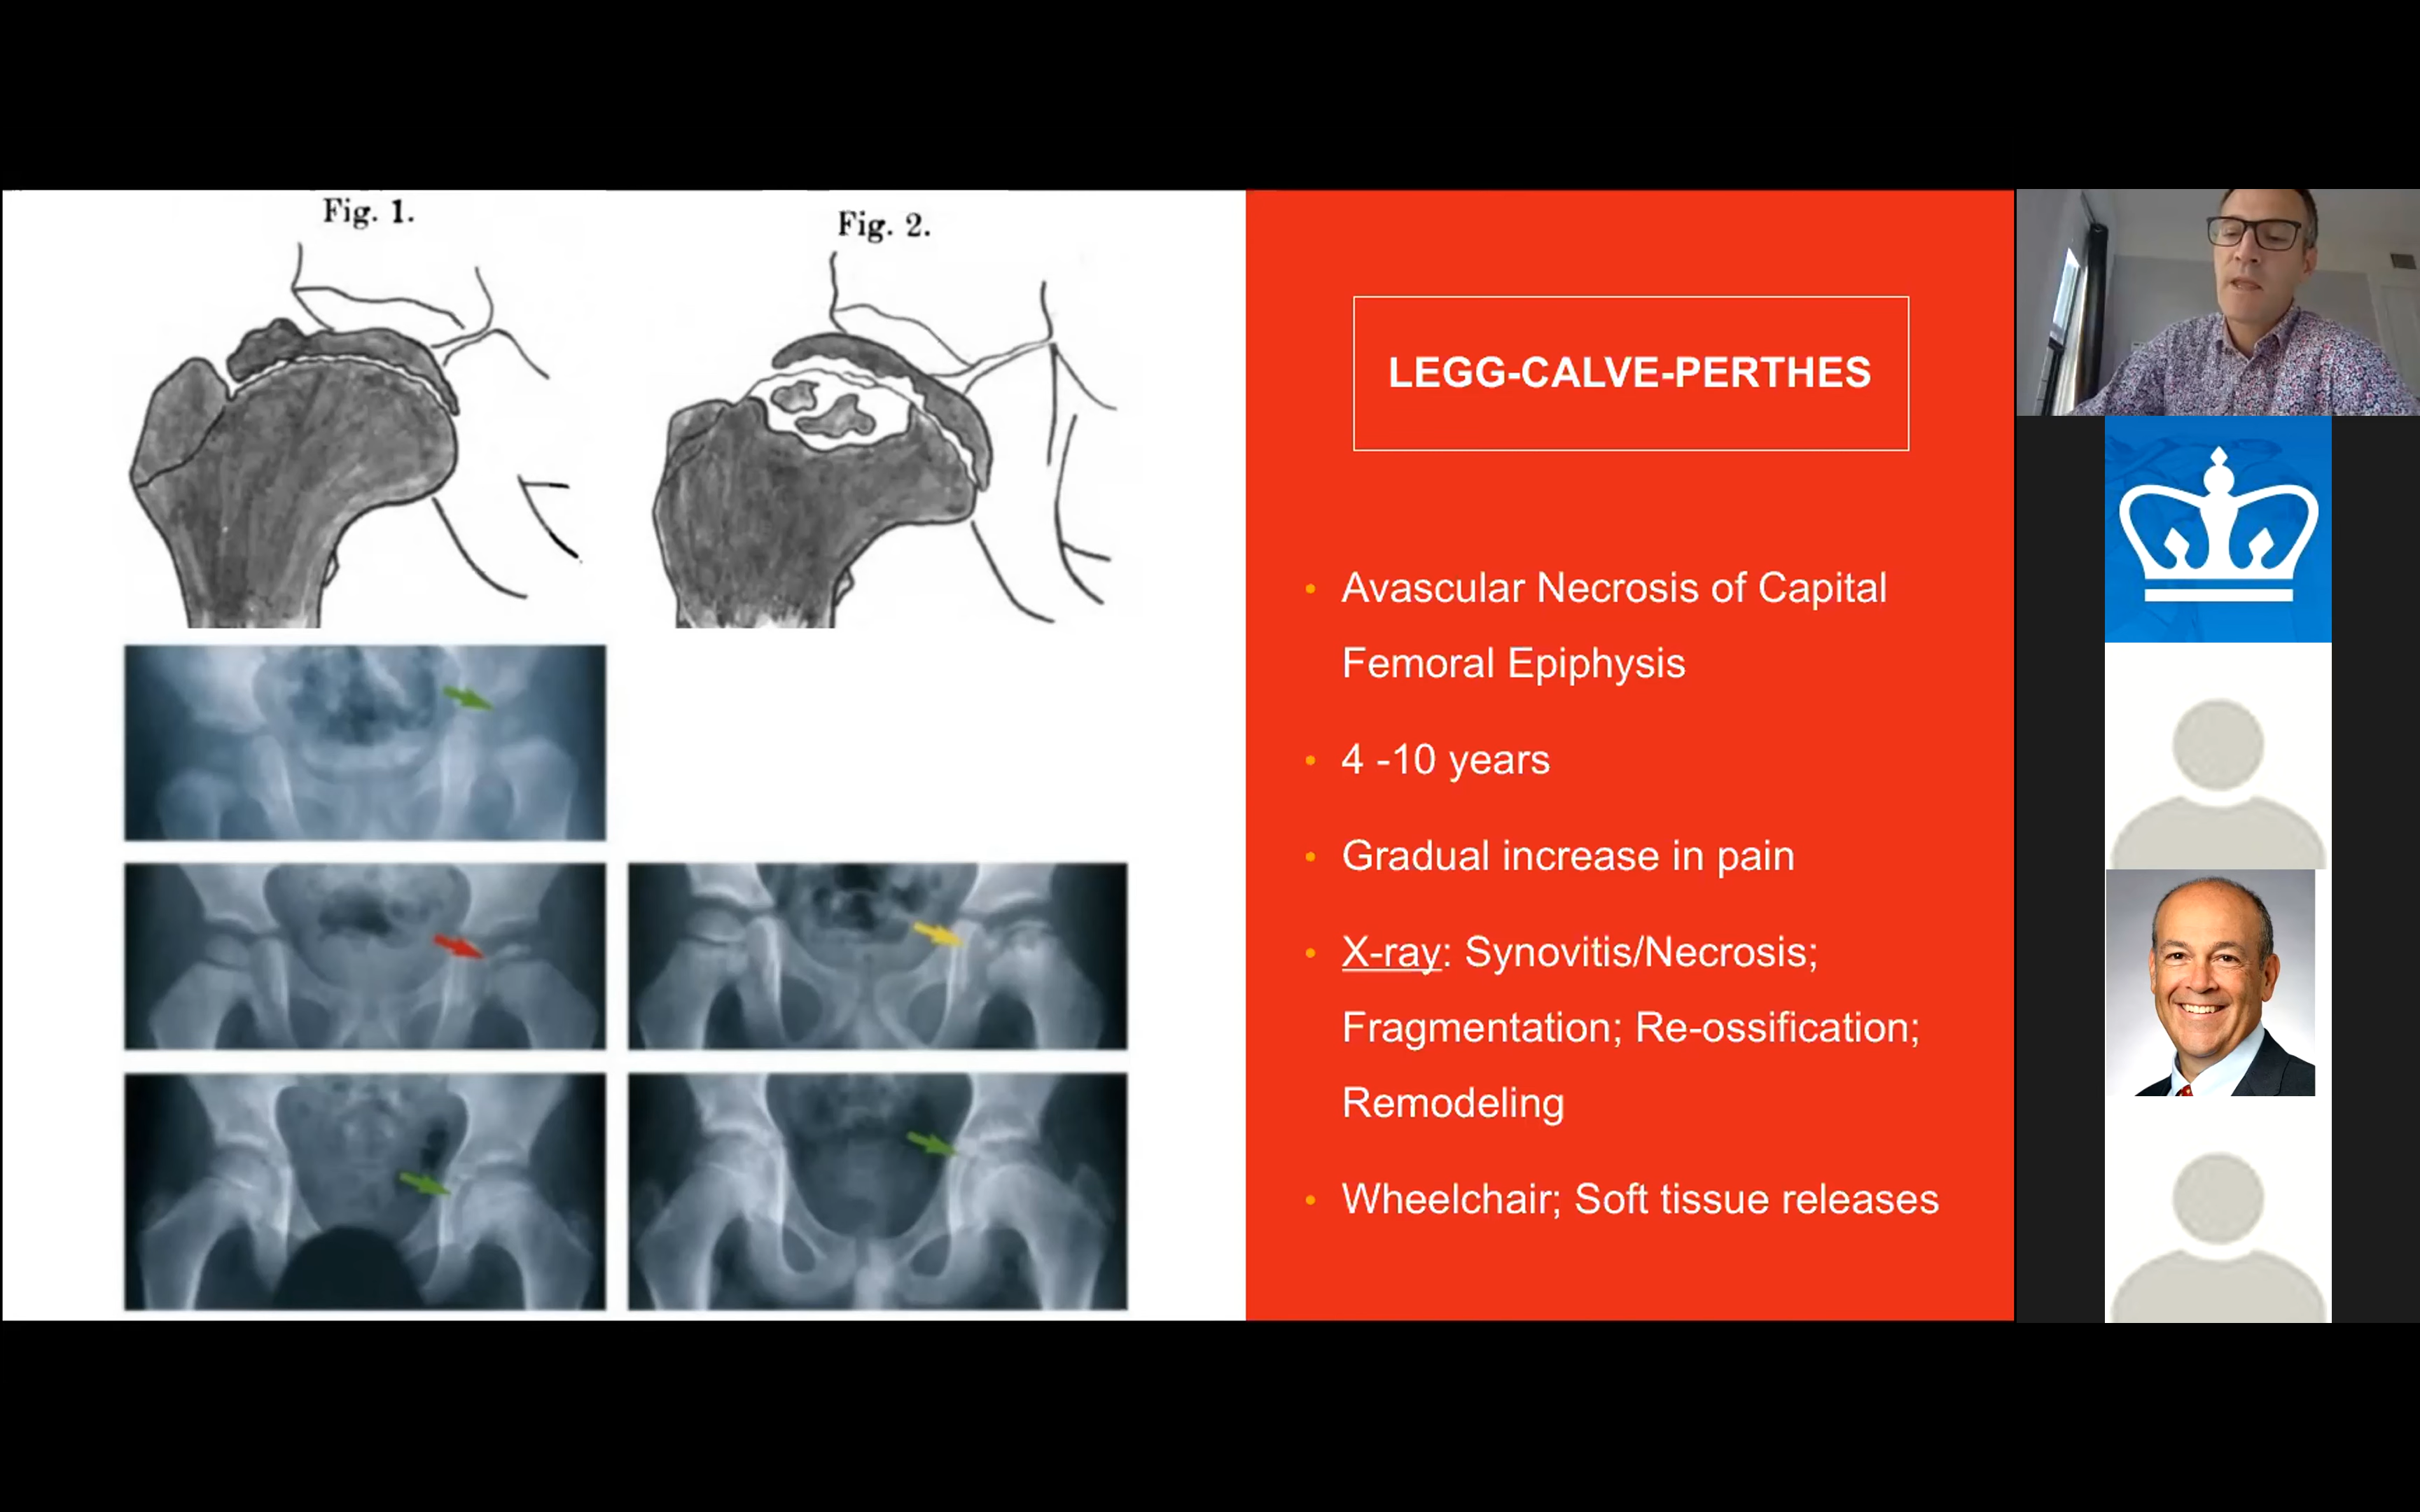 Fig. 1.
Fig. 2.
LEGG-CALVE-PERTHES
• Avascular Necrosis of Capital
Femoral Epiphysis
• 4 -10 years
• Gradual increase in pain
• X-ray: Synovitis/Necrosis;
Fragmentation; Re-ossification;
Remodeling
• Wheelchair; Soft tissue releases